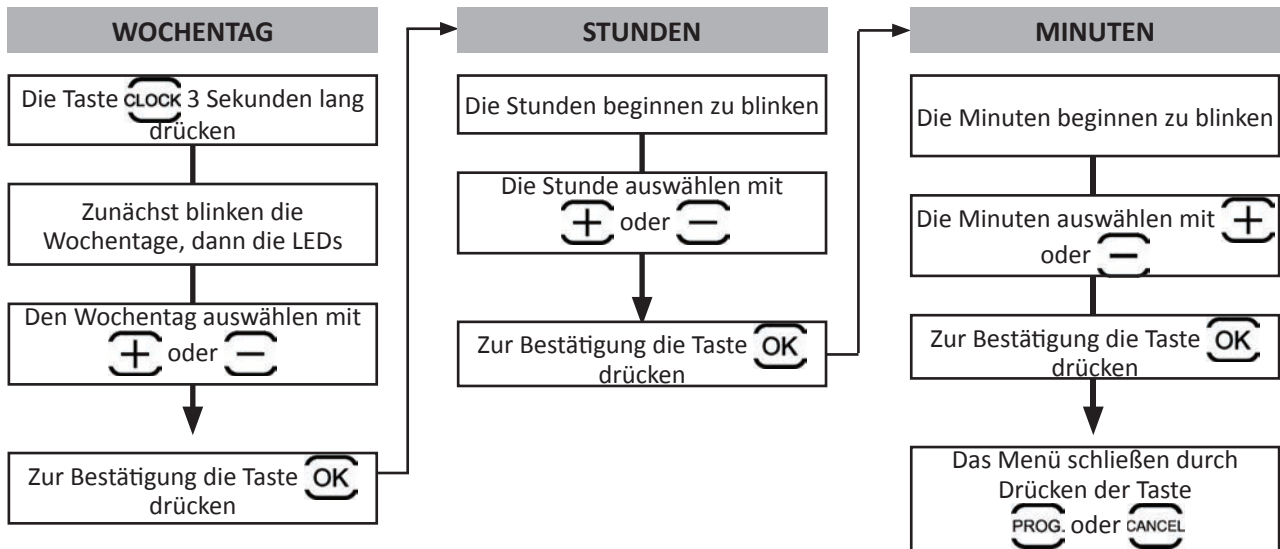 WOCHENTAG
Die Taste CLOCK 3 Sekunden lang
drücken
Zunächst blinken die
Wochentage, dann die LEDs
Den Wochentag auswählen mit
+ oder −
Zur Bestätigung die Taste OK
drücken
STUNDEN
Die Stunden beginnen zu blinken
Die Stunde auswählen mit
+ oder −
Zur Bestätigung die Taste OK
drücken
MINUTEN
Die Minuten beginnen zu blinken
Die Minuten auswählen mit +
oder −
Zur Bestätigung die Taste OK
drücken
Das Menü schließen durch
Drücken der Taste
PROG. oder CANCEL